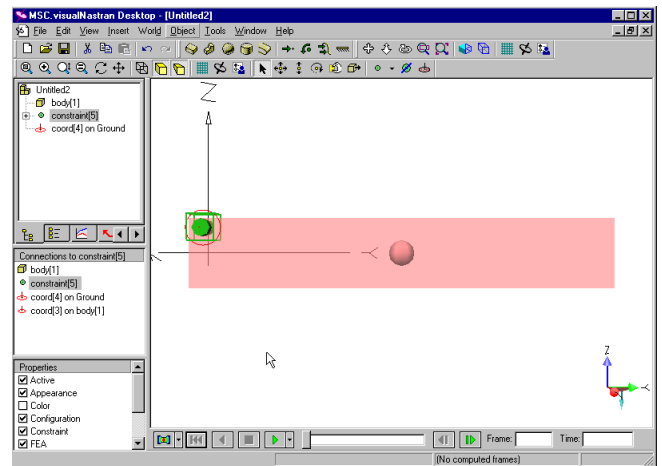 MSC.visualNastran Desktop - [Untitled2]
File Edit View Insert World Object Tools Window Help
Untitled2
body[1]
constraint[5]
coord[4] on Ground
Connections to constraint[5]
body[1]
constraint[5]
coord[4] on Ground
coord[3] on body[1]
Properties
Active
Appearance
Color
Configuration
Constraint
FEA
Z
Y
Z
Y
Frame:
Time:
(No computed frames)